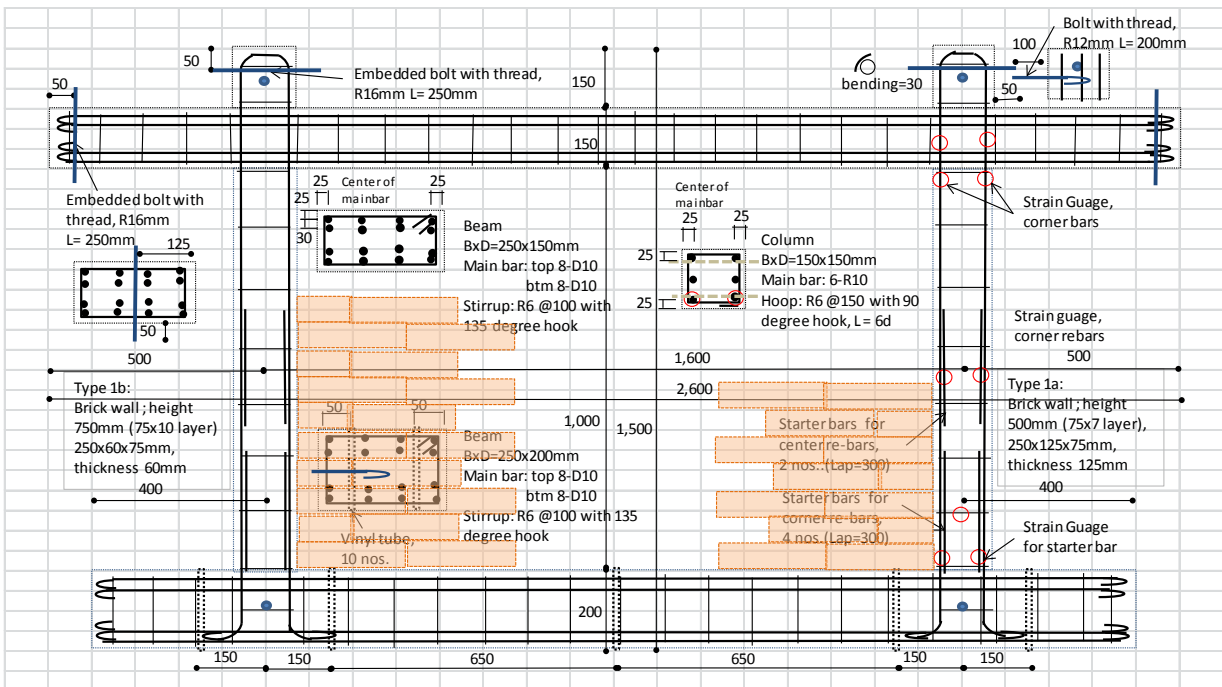 50
Embedded bolt with thread,
R16mm L= 250mm
150
bending=30
100
Bolt with thread,
R12mm L= 200mm
50
50
150
Embedded bolt with
thread, R16mm
L= 250mm
125
50
25
Center of
mainbar
25
25
30
Beam
BxD=250x150mm
Main bar: top 8-D10
btm 8-D10
Stirrup: R6 @100 with
135 degree hook
Center of
mainbar
25
25
25
25
Column
BxD=150x150mm
Main bar: 6-R10
Hoop: R6 @150 with 90
degree hook, L= 6d
Strain Guage,
corner bars
Strain guage,
corner rebars
500
1,600
500
2,600
1,000
1,500
Type 1b:
Brick wall ; height
750mm (75x10 layer)
250x60x75mm,
thickness 60mm
400
50
50
Beam
BxD=250x200mm
Main bar: top 8-D10
btm 8-D10
Stirrup: R6 @100 with 135
degree hook
Vinyl tube,
10 nos.
Starter bars for
center re-bars,
2 nos..(Lap=300)
Starter bars for
corner re-bars,
4 nos.(Lap=300)
Type 1a:
Brick wall ; height
500mm (75x7 layer),
250x125x75mm,
thickness 125mm
400
Strain Guage
for starter bar
200
150
150
650
650
150
150